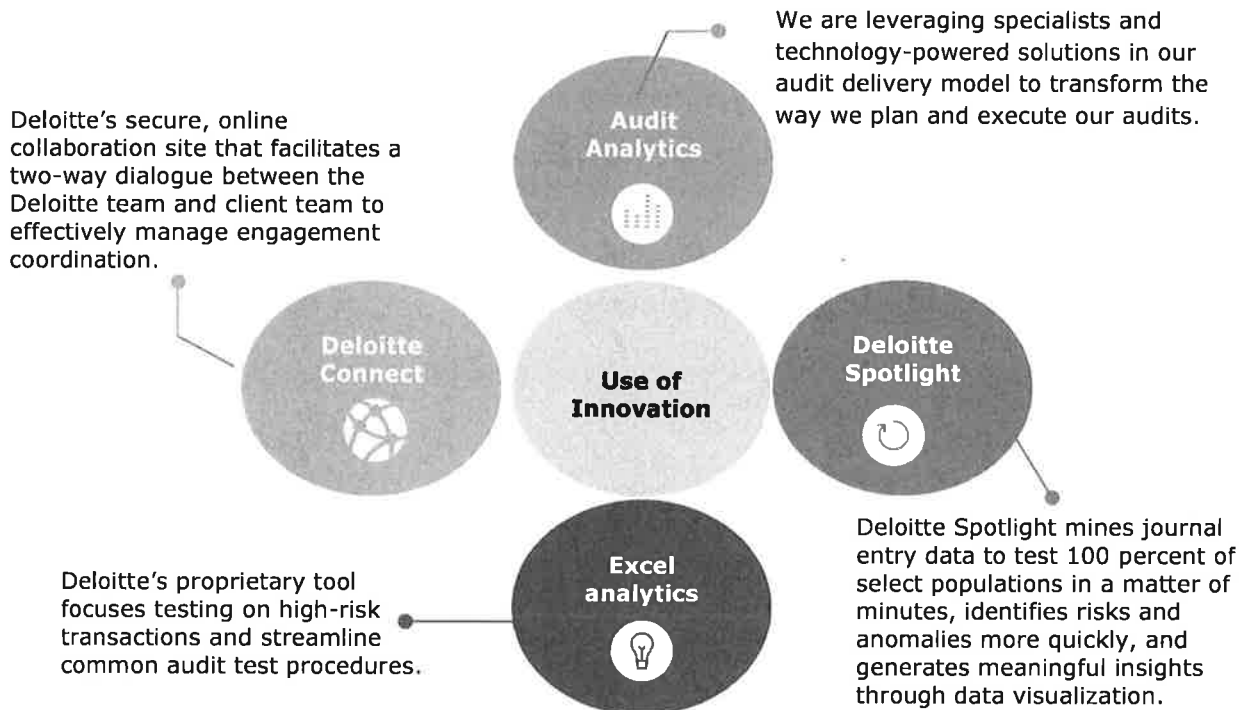 We are leveraging specialists and
technology-powered solutions in our
audit delivery model to transform the
way we plan and execute our audits.
Audit
Analytics
Deloitte's secure, online
collaboration site that facilitates a
two-way dialogue between the
Deloitte team and client team to
effectively manage engagement
coordination.
Deloitte
Connect
Use of
Innovation
Deloitte
Spotlight
Deloitte Spotlight mines journal
entry data to test 100 percent of
select populations in a matter of
minutes, identifies risks and
anomalies more quickly, and
generates meaningful insights
through data visualization.
Excel
analytics
Deloitte's proprietary tool
focuses testing on high-risk
transactions and streamline
common audit test procedures.